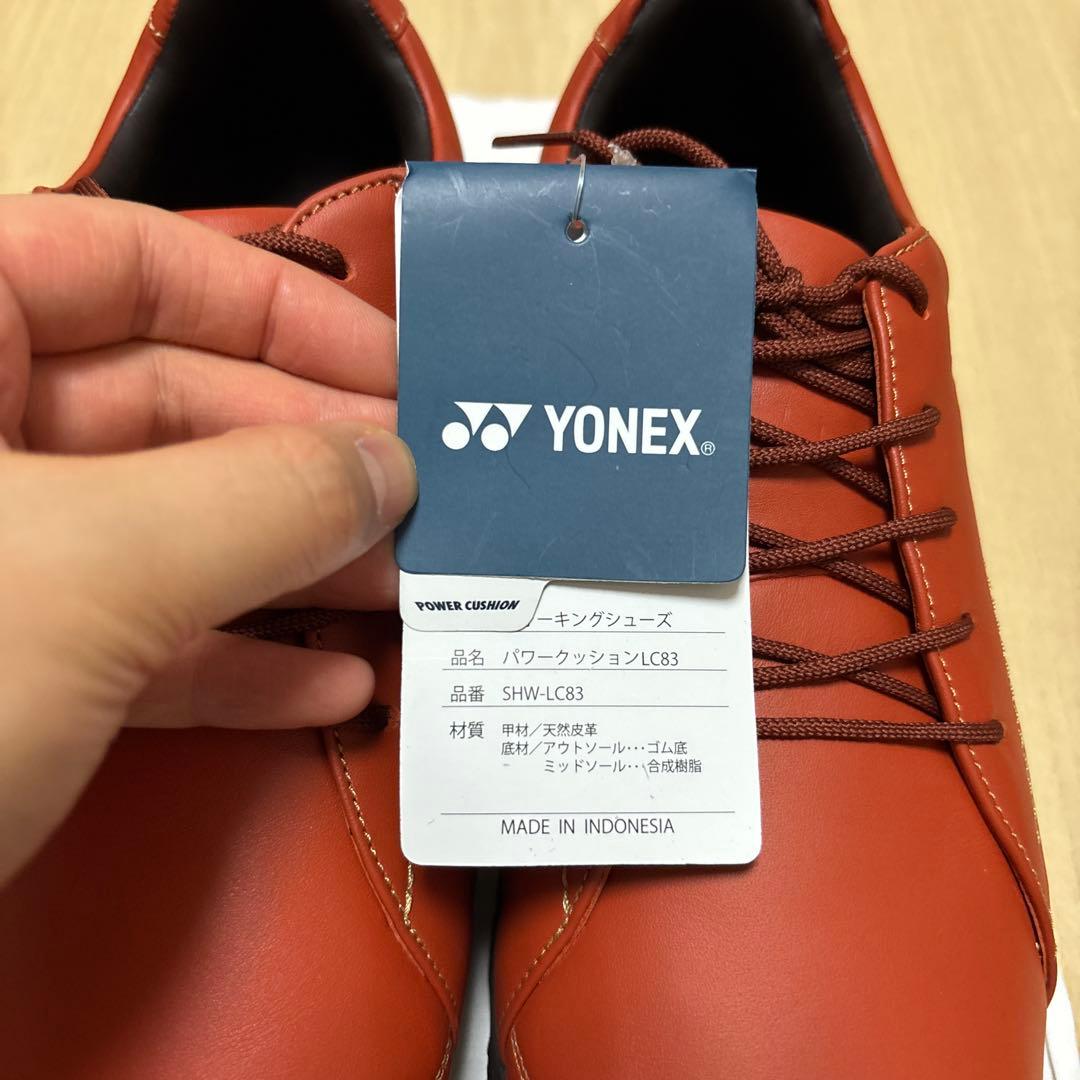 YONEX®
POWER CUSHION
ーキングシューズ
品名 パワークッションLC83
品番 SHW-LC83
材質 甲材／天然皮革
底材／アウトソール･･･ゴム底
ミッドソール･･合成樹脂
MADE IN INDONESIA